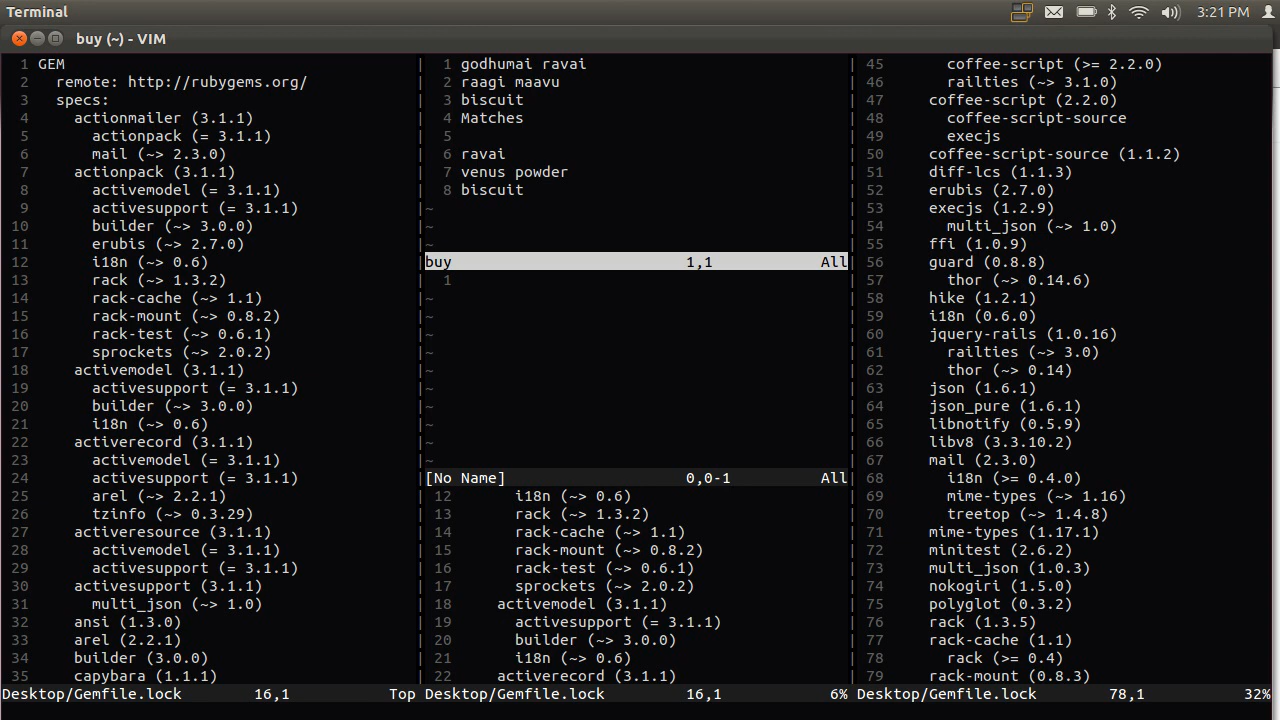 Terminal
3:21 PM
buy (~) - VIM
1 GEM
2   remote: http://rubygems.org/
3   specs:
4     actionmailer (3.1.1)
5       actionpack (= 3.1.1)
6       mail (~> 2.3.0)
7     actionpack (3.1.1)
8       activemodel (= 3.1.1)
9       activesupport (= 3.1.1)
10       builder (~> 3.0.0)
11       erubis (~> 2.7.0)
12       i18n (~> 0.6)
13       rack (~> 1.3.2)
14       rack-cache (~> 1.1)
15       rack-mount (~> 0.8.2)
16       rack-test (~> 0.6.1)
17       sprockets (~> 2.0.2)
18     activemodel (3.1.1)
19       activesupport (= 3.1.1)
20       builder (~> 3.0.0)
21       i18n (~> 0.6)
22     activerecord (3.1.1)
23       activemodel (= 3.1.1)
24       activesupport (= 3.1.1)
25       arel (~> 2.2.1)
26       tzinfo (~> 0.3.29)
27     activeresource (3.1.1)
28       activemodel (= 3.1.1)
29       activesupport (= 3.1.1)
30     activesupport (3.1.1)
31       multi_json (~> 1.0)
32     ansi (1.3.0)
33     arel (2.2.1)
34     builder (3.0.0)
35     capybara (1.1.1)
Desktop/Gemfile.lock 16,1 Top
1 godhumai ravai
2 raagi maavu
3 biscuit
4 Matches
5
6 ravai
7 venus powder
8 biscuit
~
~
~
buy 1,1 All
1
~
~
~
~
~
~
~
~
~
~
[No Name] 0,0-1 All
12       i18n (~> 0.6)
13       rack (~> 1.3.2)
14       rack-cache (~> 1.1)
15       rack-mount (~> 0.8.2)
16       rack-test (~> 0.6.1)
17       sprockets (~> 2.0.2)
18     activemodel (3.1.1)
19       activesupport (= 3.1.1)
20       builder (~> 3.0.0)
21       i18n (~> 0.6)
22     activerecord (3.1.1)
Desktop/Gemfile.lock 16,1 6%
45       coffee-script (>= 2.2.0)
46       railties (~> 3.1.0)
47     coffee-script (2.2.0)
48       coffee-script-source
49       execjs
50     coffee-script-source (1.1.2)
51     diff-lcs (1.1.3)
52     erubis (2.7.0)
53     execjs (1.2.9)
54       multi_json (~> 1.0)
55     ffi (1.0.9)
56     guard (0.8.8)
57       thor (~> 0.14.6)
58     hike (1.2.1)
59     i18n (0.6.0)
60     jquery-rails (1.0.16)
61       railties (~> 3.0)
62       thor (~> 0.14)
63     json (1.6.1)
64     json_pure (1.6.1)
65     libnotify (0.5.9)
66     libv8 (3.3.10.2)
67     mail (2.3.0)
68       i18n (>= 0.4.0)
69       mime-types (~> 1.16)
70       treetop (~> 1.4.8)
71     mime-types (1.17.1)
72     minitest (2.6.2)
73     multi_json (1.0.3)
74     nokogiri (1.5.0)
75     polyglot (0.3.2)
76     rack (1.3.5)
77     rack-cache (1.1)
78       rack (>= 0.4)
79     rack-mount (0.8.3)
Desktop/Gemfile.lock 78,1 32%